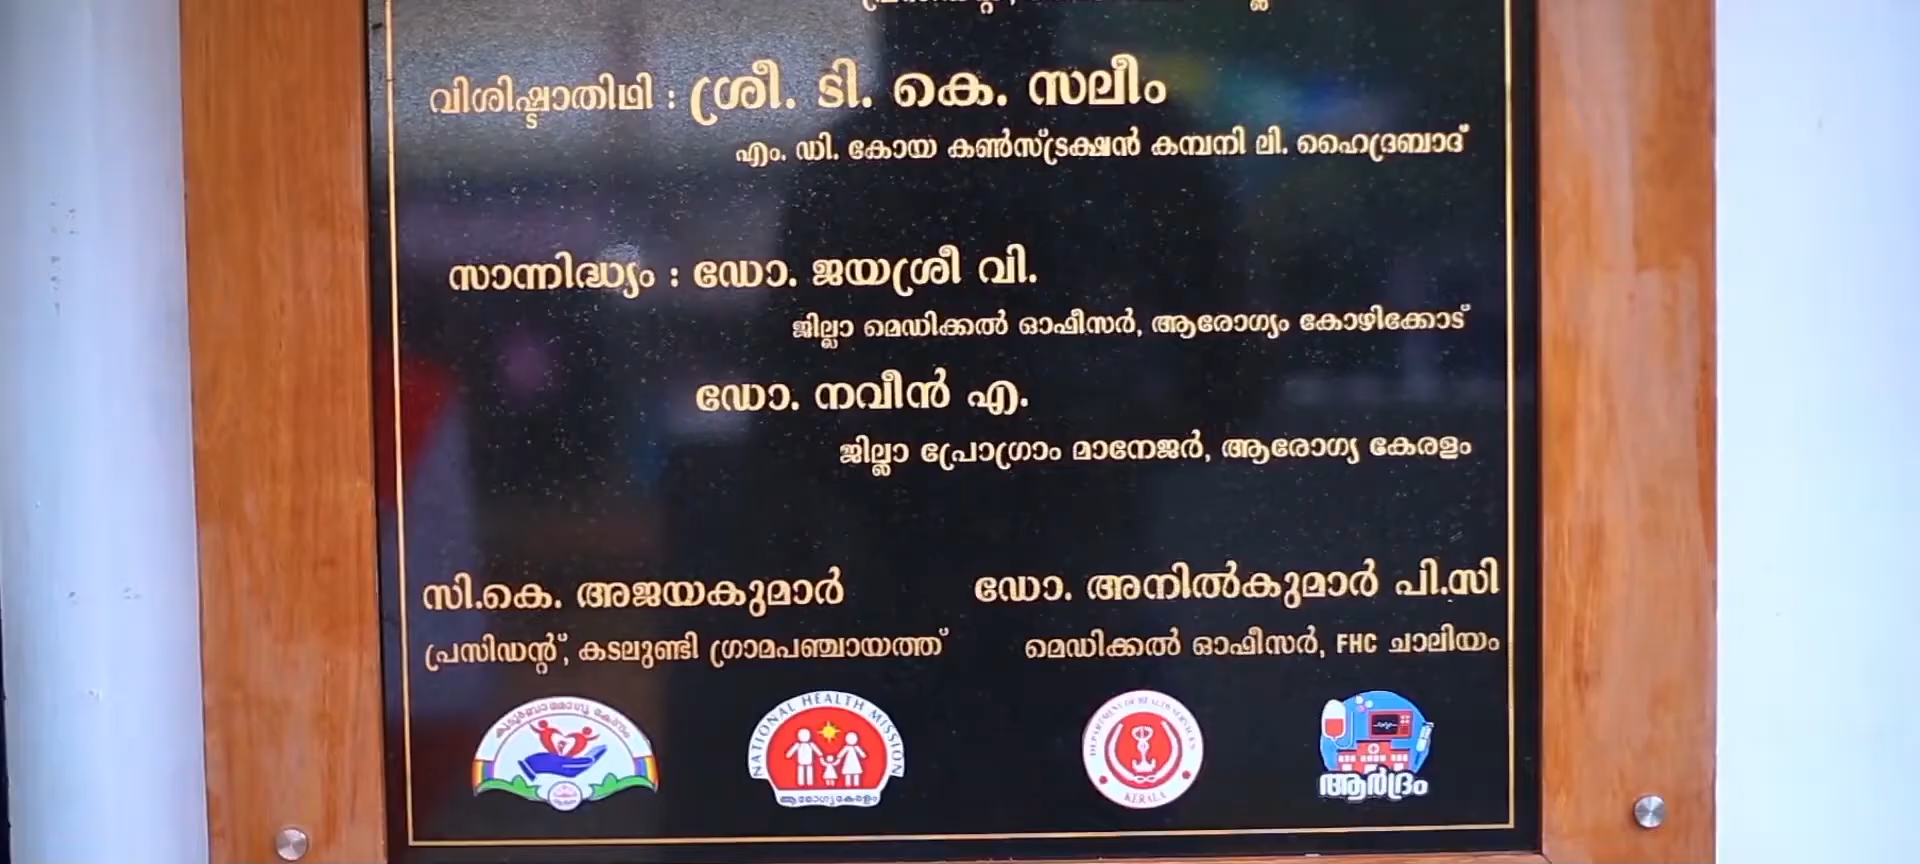 വിശിഷ്ടാതിഥി : ശ്രീ. ടി. കെ. സലീം
എം. ഡി. കോയ കൺസ്ട്രക്ഷൻ കമ്പനി ലി. ഹൈദ്രബാദ്
സാന്നിദ്ധ്യം : ഡോ. ജയശ്രീ വി.
ജില്ലാ മെഡിക്കൽ ഓഫീസർ, ആരോഗ്യം കോഴിക്കോട്
ഡോ. നവീൻ എ.
ജില്ലാ പ്രോഗ്രാം മാനേജർ, ആരോഗ്യ കേരളം
സി.കെ. അജയകുമാർ ഡോ. അനിൽകുമാർ പി.സി
പ്രസിഡന്റ്, കടലുണ്ടി ഗ്രാമപഞ്ചായത്ത് മെഡിക്കൽ ഓഫീസർ, FHC ചാലിയം
കുടുംബാരോഗ്യ കേന്ദ്രം
NATIONAL HEALTH MISSION
ആരോഗ്യകേരളം
DEPARTMENT OF HEALTH SERVICES
KERALA
ആർദ്രം